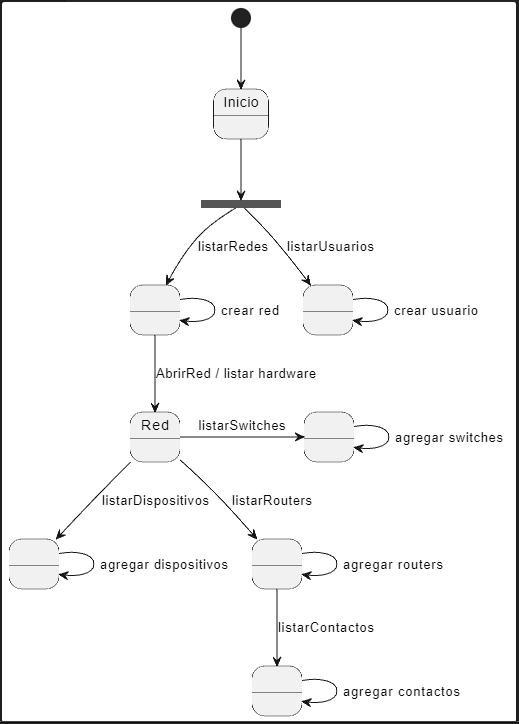 Inicio
listarRedes
listarUsuarios
crear red
crear usuario
AbrirRed / listar hardware
Red
listarSwitches
agregar switches
listarDispositivos
listarRouters
agregar dispositivos
agregar routers
listarContactos
agregar contactos